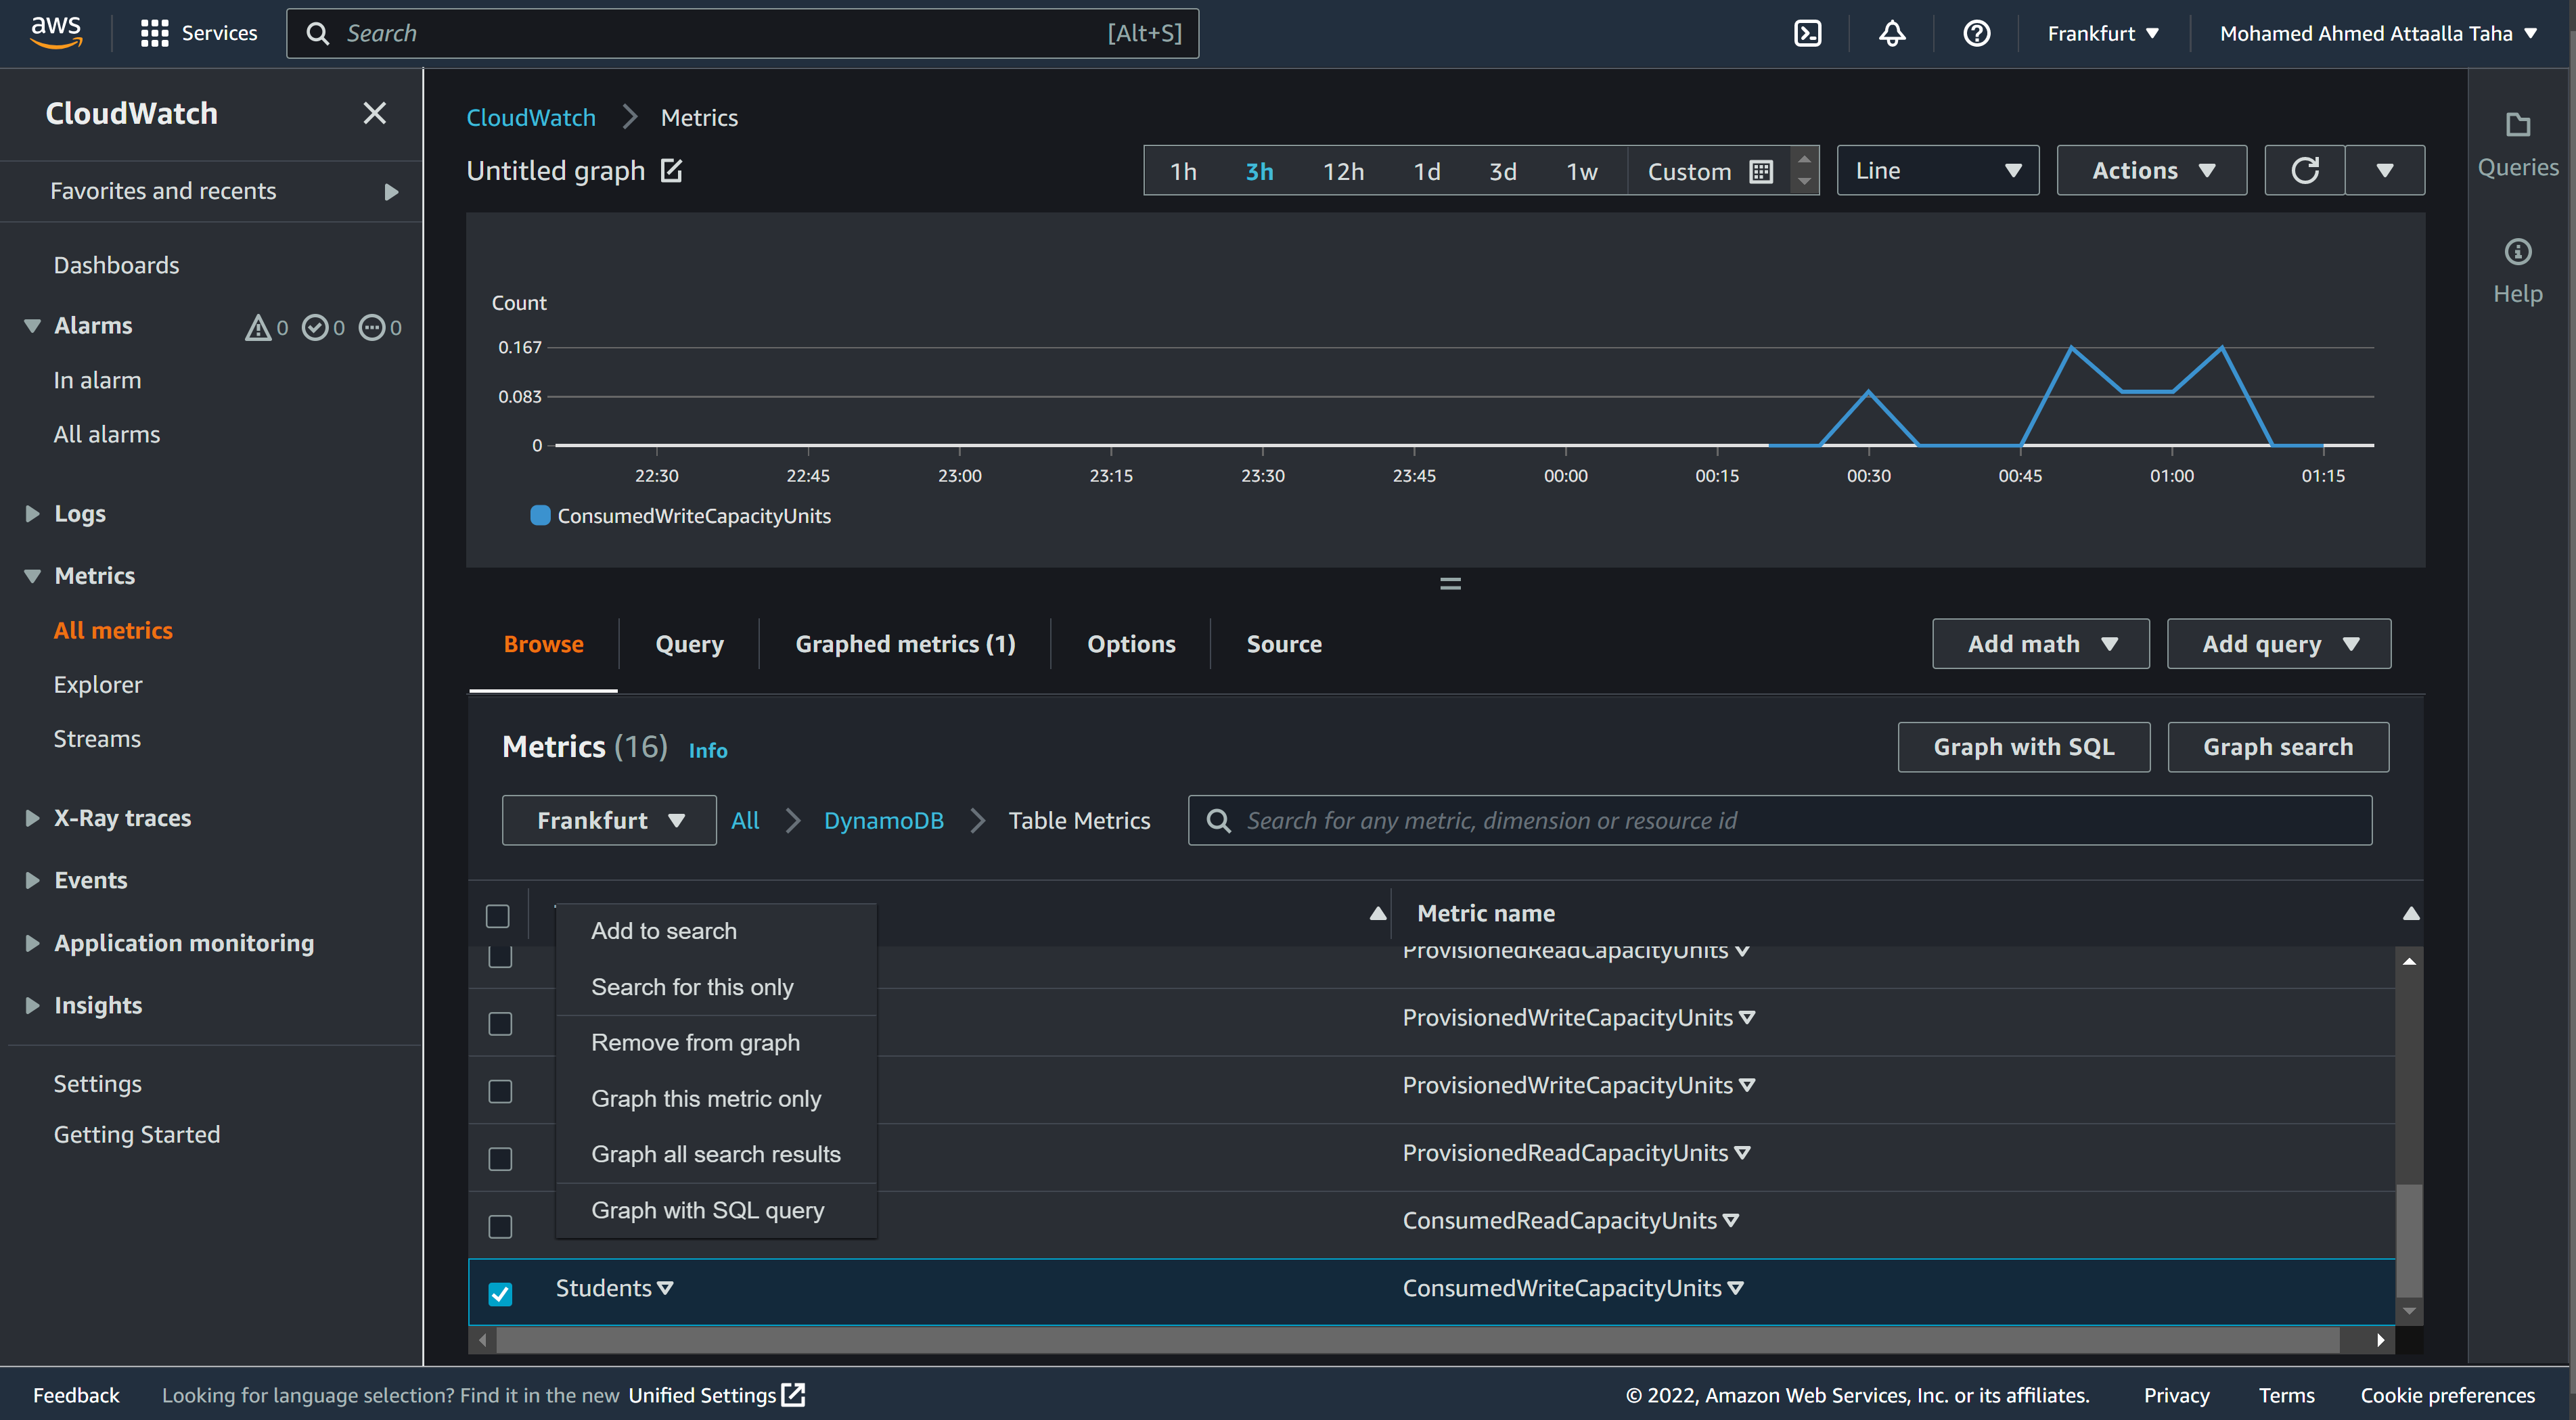 aws
Services
Search
[Alt+S]
Frankfurt
Mohamed Ahmed Attaalla Taha
CloudWatch
Favorites and recents
Dashboards
Alarms 0 0 0
In alarm
All alarms
Logs
Metrics
All metrics
Explorer
Streams
X-Ray traces
Events
Application monitoring
Insights
Settings
Getting Started
CloudWatch Metrics
Untitled graph
1h 3h 12h 1d 3d 1w Custom
Line
Actions
Queries
Help
Count
0.167
0.083
0
22:30 22:45 23:00 23:15 23:30 23:45 00:00 00:15 00:30 00:45 01:00 01:15
ConsumedWriteCapacityUnits
Browse Query Graphed metrics (1) Options Source
Add math Add query
Metrics (16) Info
Graph with SQL Graph search
Frankfurt All DynamoDB Table Metrics
Search for any metric, dimension or resource id
Metric name
Add to search
Search for this only
Remove from graph
Graph this metric only
Graph all search results
Graph with SQL query
ProvisionedReadCapacityUnits
ProvisionedWriteCapacityUnits
ProvisionedWriteCapacityUnits
ProvisionedReadCapacityUnits
ConsumedReadCapacityUnits
Students ConsumedWriteCapacityUnits
Feedback Looking for language selection? Find it in the new Unified Settings
© 2022, Amazon Web Services, Inc. or its affiliates. Privacy Terms Cookie preferences